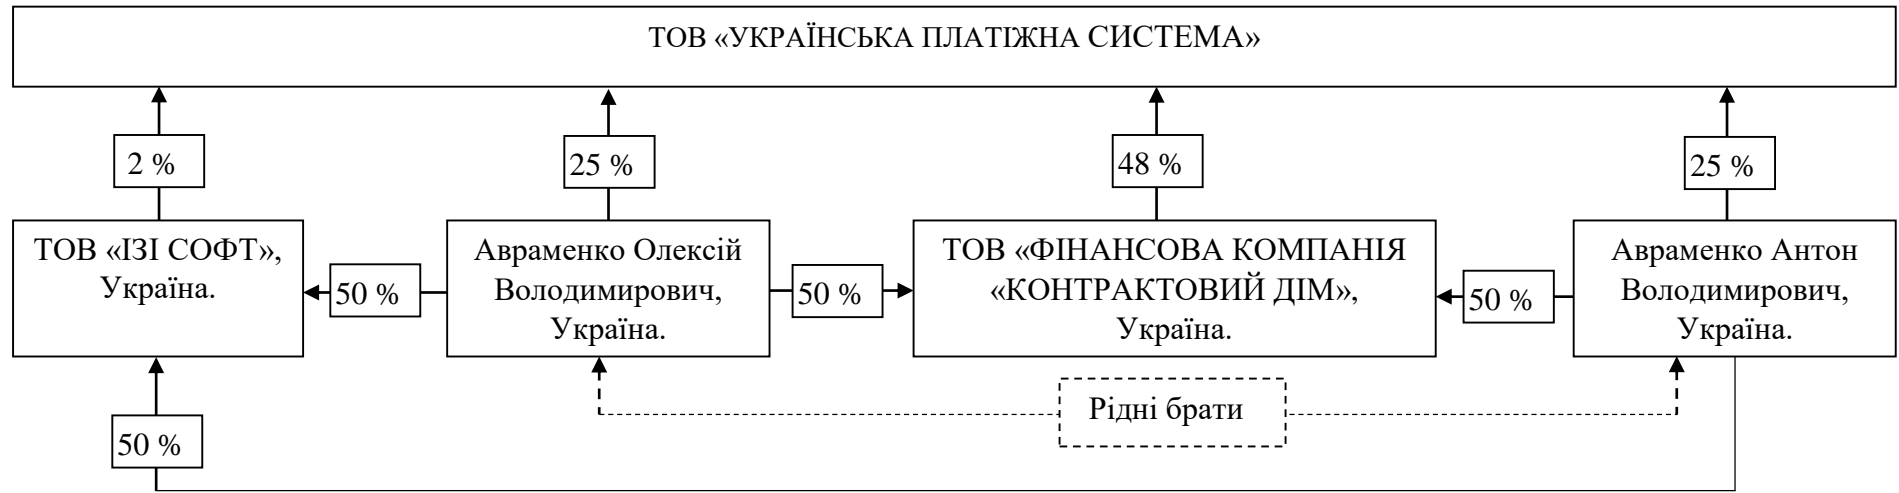 ТОВ «УКРАЇНСЬКА ПЛАТІЖНА СИСТЕМА»
2 %
25 %
48 %
25 %
ТОВ «ІЗІ СОФТ»,
Україна.
50 %
Авраменко Олексій
Володимирович,
Україна.
50 %
ТОВ «ФІНАНСОВА КОМПАНІЯ
«КОНТРАКТОВИЙ ДІМ»,
Україна.
50 %
Авраменко Антон
Володимирович,
Україна.
Рідні брати
50 %